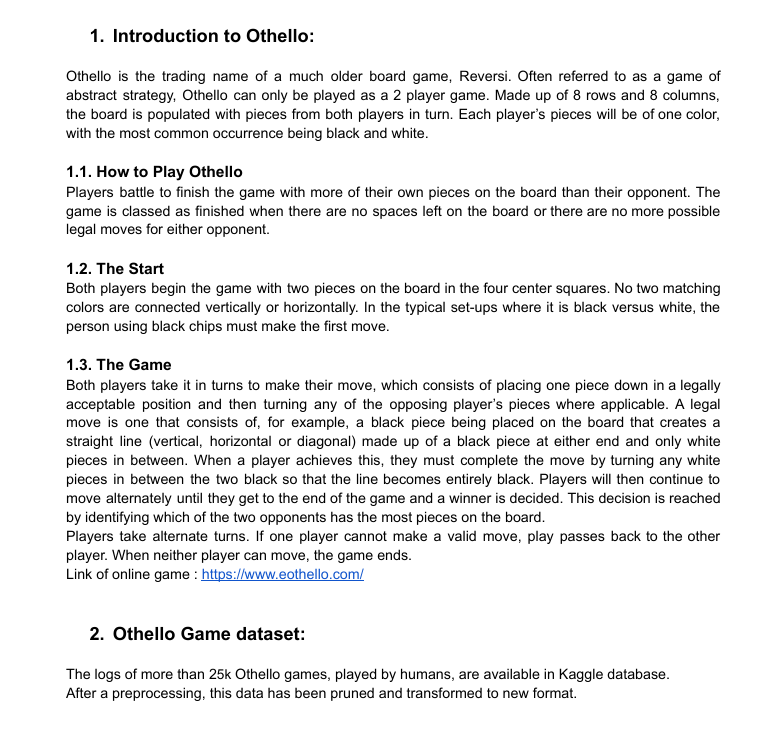 1. Introduction to Othello:
Othello is the trading name of a much older board game, Reversi. Often referred to as a game of
abstract strategy, Othello can only be played as a 2 player game. Made up of 8 rows and 8 columns,
the board is populated with pieces from both players in turn. Each player's pieces will be of one color,
with the most common occurrence being black and white.
1.1. How to Play Othello
Players battle to finish the game with more of their own pieces on the board than their opponent. The
game is classed as finished when there are no spaces left on the board or there are no more possible
legal moves for either opponent.
1.2. The Start
Both players begin the game with two pieces on the board in the four center squares. No two matching
colors are connected vertically or horizontally. In the typical set-ups where it is black versus white, the
person using black chips must make the first move.
1.3. The Game
Both players take it in turns to make their move, which consists of placing one piece down in a legally
acceptable position and then turning any of the opposing player's pieces where applicable. A legal
move is one that consists of, for example, a black piece being placed on the board that creates a
straight line (vertical, horizontal or diagonal) made up of a black piece at either end and only white
pieces in between. When a player achieves this, they must complete the move by turning any white
pieces in between the two black so that the line becomes entirely black. Players will then continue to
move alternately until they get to the end of the game and a winner is decided. This decision is reached
by identifying which of the two opponents has the most pieces on the board.
Players take alternate turns. If one player cannot make a valid move, play passes back to the other
player. When neither player can move, the game ends.
Link of online game : https://www.eothello.com/
2. Othello Game dataset:
The logs of more than 25k Othello games, played by humans, are available in Kaggle database.
After a preprocessing, this data has been pruned and transformed to new format.